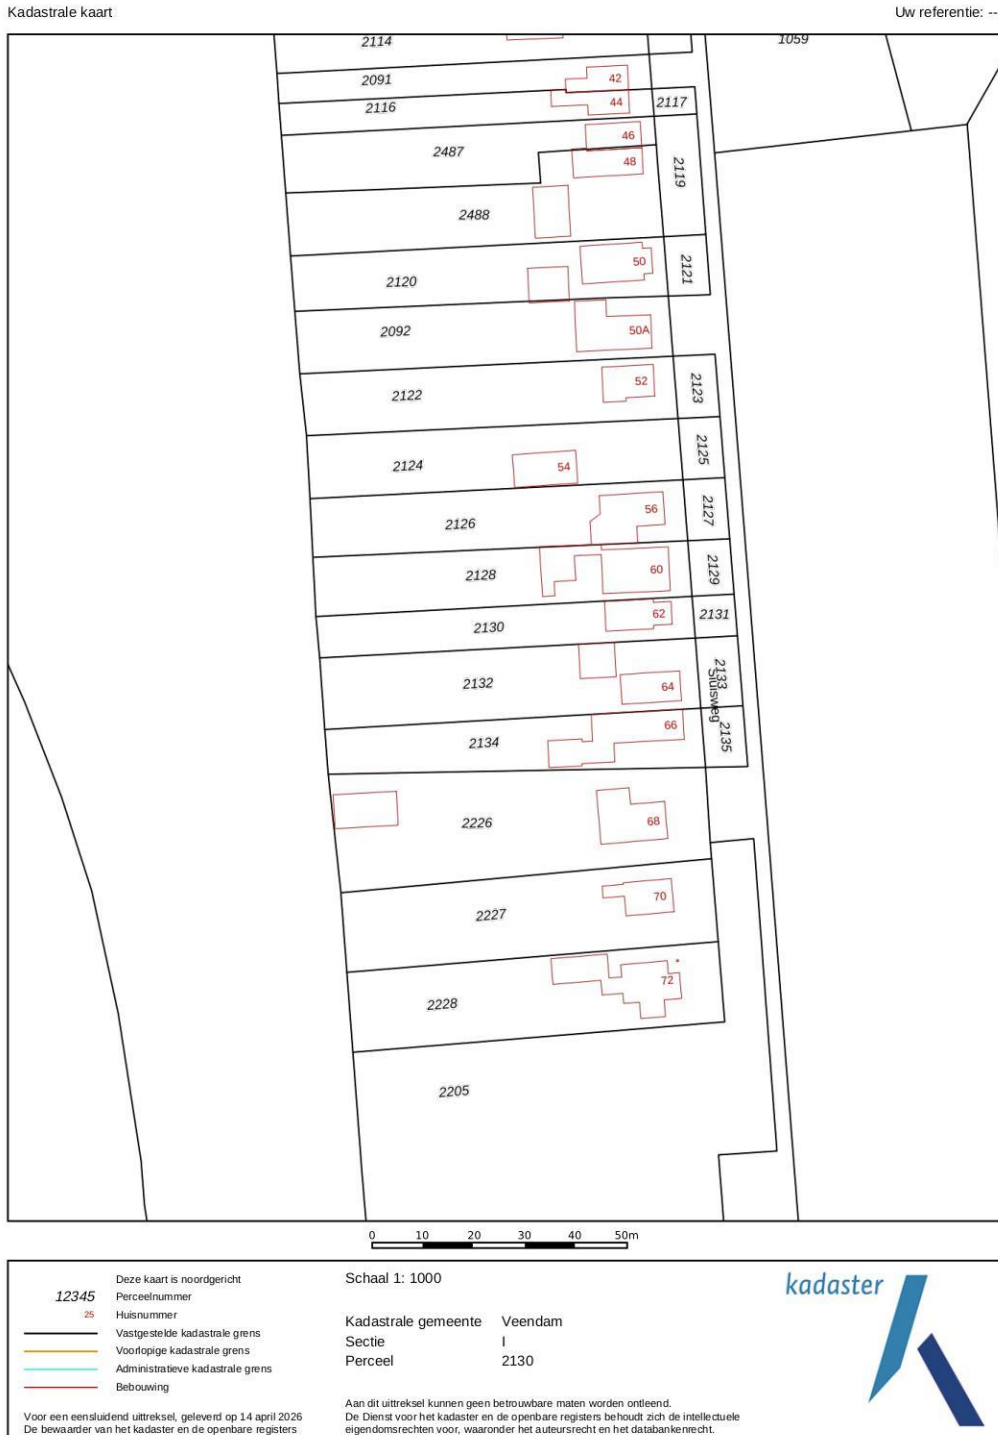 Kadastrale kaart
Uw referentie: --
2114
1059
2091
42
2116
44
2117
46
2487
48
2119
2488
50
2120
2121
2092
50A
52
2122
2123
2124
54
2125
56
2126
2127
2128
60
2129
2130
62
2131
2132
64
2133
Sluisweg
2134
66
2135
2226
68
2227
70
2228
72
2205
0 10 20 30 40 50m
Deze kaart is noordgericht
12345 Perceelnummer
25 Huisnummer
Vastgestelde kadastrale grens
Voorlopige kadastrale grens
Administratieve kadastrale grens
Bebouwing
Voor een eensluidend uittreksel, geleverd op 14 april 2026
De bewaarder van het kadaster en de openbare registers
Schaal 1: 1000
Kadastrale gemeente Veendam
Sectie I
Perceel 2130
Aan dit uittreksel kunnen geen betrouwbare maten worden ontleend.
De Dienst voor het kadaster en de openbare registers behoudt zich de intellectuele
eigendomsrechten voor, waaronder het auteursrecht en het databankenrecht.
kadaster